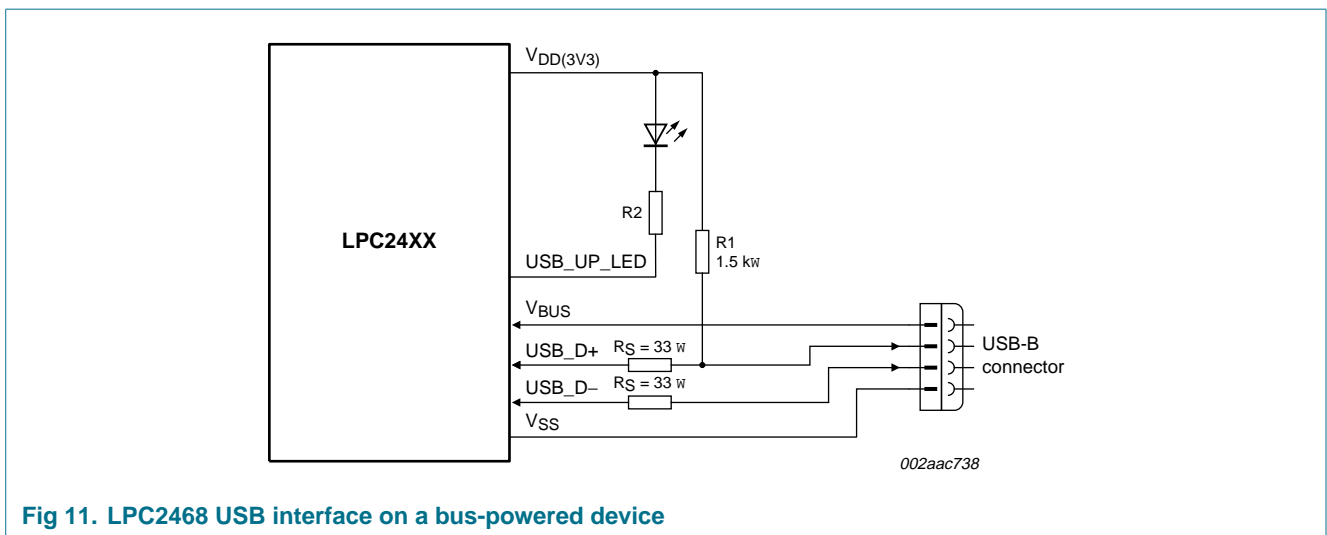 VDD(3V3)
R2
LPC24XX
R1
1.5 kw
USB_UP_LED
VBUS
USB_D+
RS = 33 w
USB-B
connector
USB_D−
RS = 33 w
VSS
002aac738
Fig 11. LPC2468 USB interface on a bus-powered device